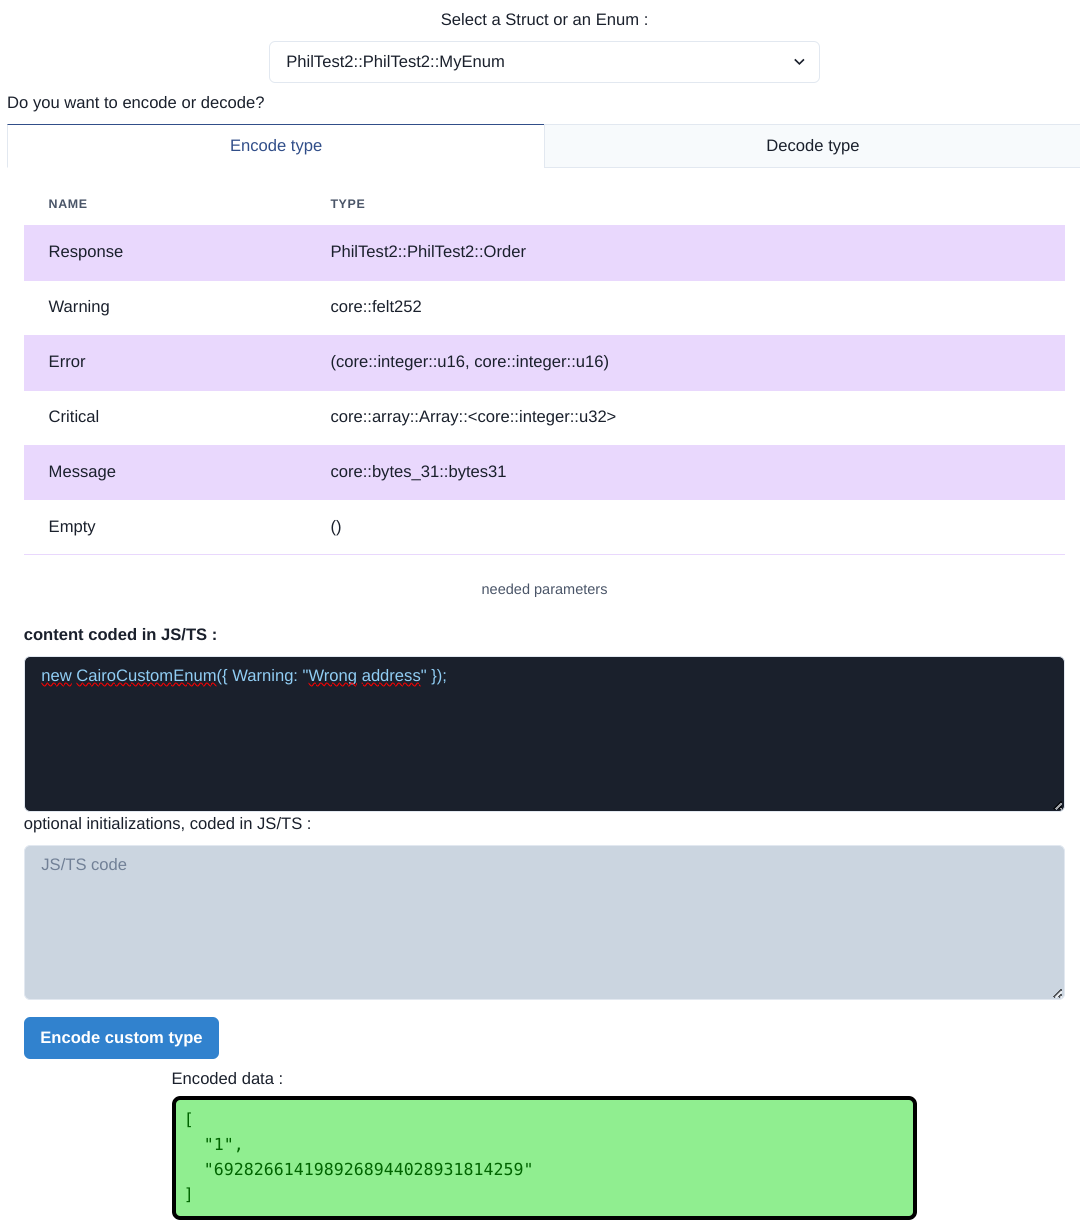 Select a Struct or an Enum :
PhilTest2::PhilTest2::MyEnum
Do you want to encode or decode?
Encode type Decode type
NAME TYPE
Response PhilTest2::PhilTest2::Order
Warning core::felt252
Error (core::integer::u16, core::integer::u16)
Critical core::array::Array::<core::integer::u32>
Message core::bytes_31::bytes31
Empty ()
needed parameters
content coded in JS/TS :
new CairoCustomEnum({ Warning: "Wrong address" });
optional initializations, coded in JS/TS :
JS/TS code
Encode custom type
Encoded data :
[
"1",
"6928266141989268944028931814259"
]